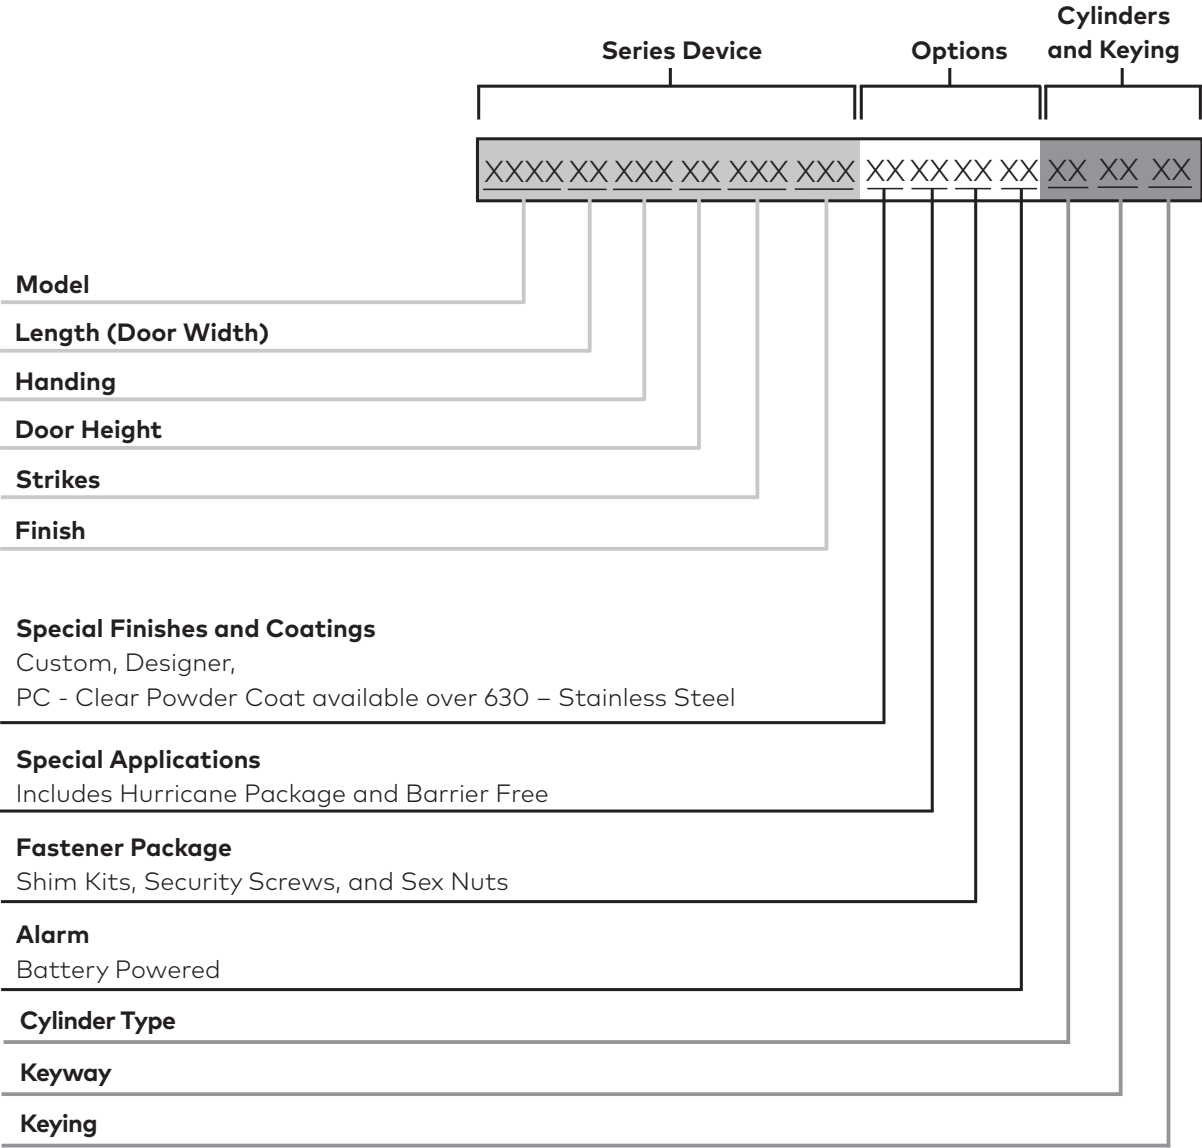 Cylinders
and Keying
Series Device
Options
XXXX XX XXX XX XXX XXX XX XX XX XX XX XX XX
Model
Length (Door Width)
Handing
Door Height
Strikes
Finish
Special Finishes and Coatings
Custom, Designer,
PC - Clear Powder Coat available over 630 – Stainless Steel
Special Applications
Includes Hurricane Package and Barrier Free
Fastener Package
Shim Kits, Security Screws, and Sex Nuts
Alarm
Battery Powered
Cylinder Type
Keyway
Keying